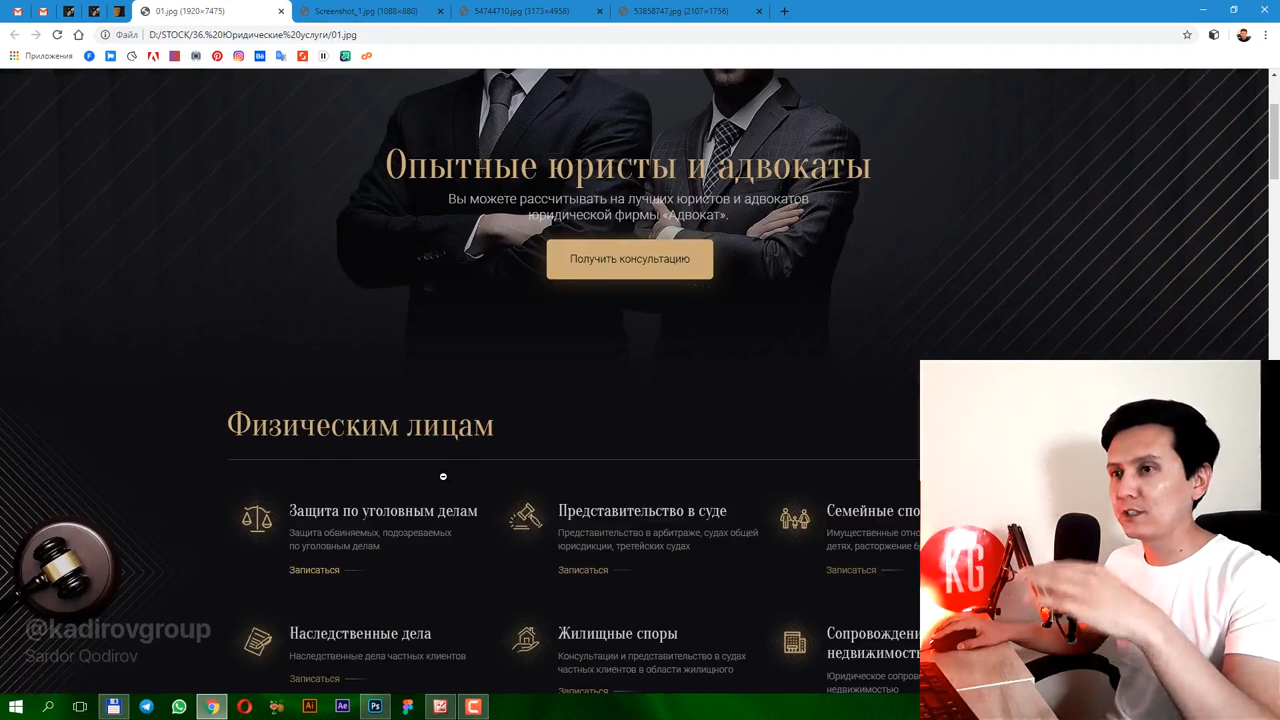 01.jpg (1920×7475)
Screenshot_1.jpg (1088×880)
54744710.jpg (3173×4958)
53858747.jpg (2107×1756)
Файл
D:/STOCK/36.%20Юридические%20услуги/01.jpg
Приложения
Опытные юристы и адвокаты
Вы можете рассчитывать на лучших юристов и адвокатов
юридической фирмы «Адвокат».
Получить консультацию
Физическим лицам
Защита по уголовным делам
Защита обвиняемых, подозреваемых
по уголовным делам
Записаться
Представительство в суде
Представительство в арбитраже, судах общей
юрисдикции, третейских судах
Записаться
Семейные спо
Имущественные отно
детях, расторжение б
Записаться
Наследственные дела
Наследственные дела частных клиентов
Записаться
Жилищные споры
Консультации и представительство в судах
частных клиентов в области жилищного
Записаться
Сопровожден
недвижимост
Юридическое сопров
недвижимостью
@kadirovgroup
Sardor Qodirov
KG